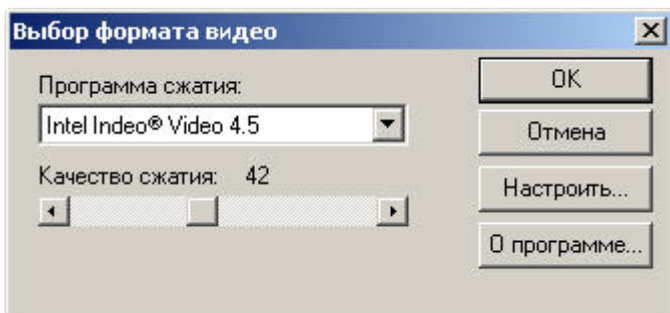 Выбор формата видео
Программа сжатия:
Intel Indeo® Video 4.5
Качество сжатия: 42
OK
Отмена
Настроить...
О программе...